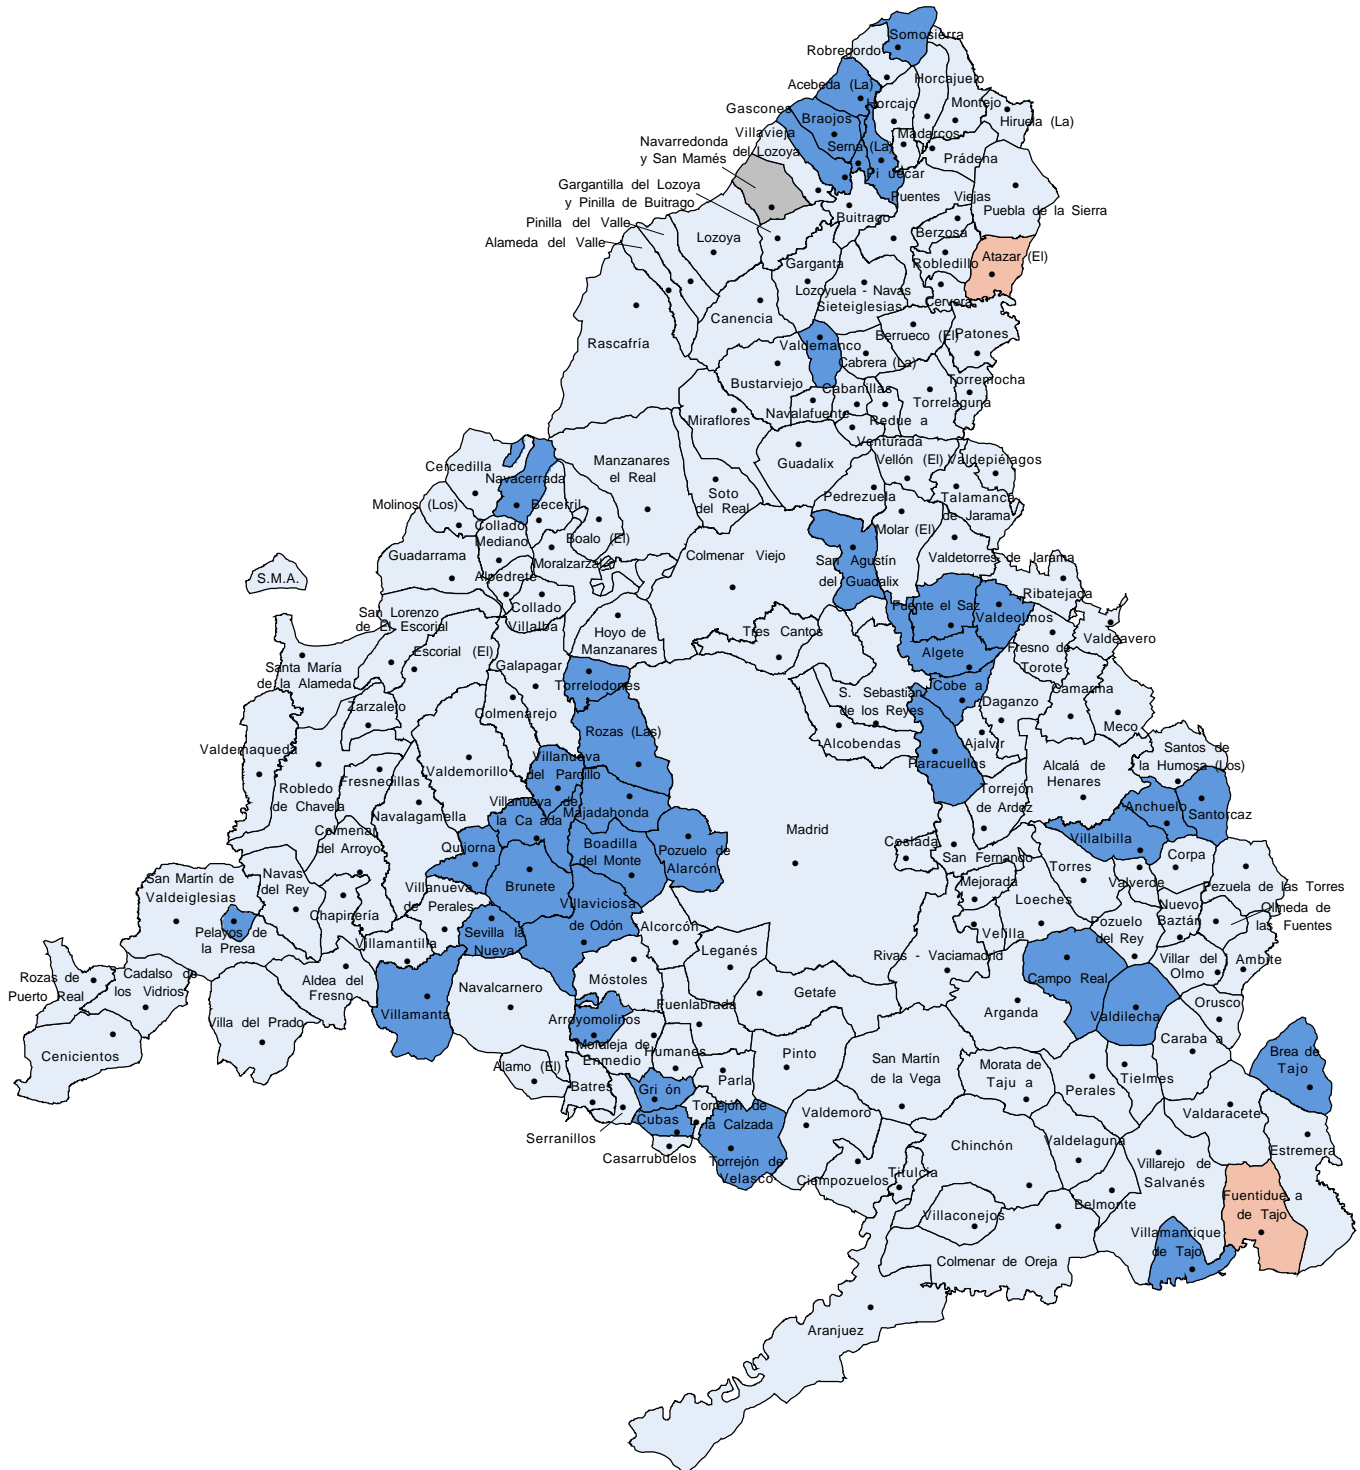 Somosierra
Robregordo
Acebeda (La)
Horcajuelo
Horcajo
Montejo
Hiruela (La)
Gascones
Braojos
Madarcos
Villavieja
del Lozoya
Serna (La)
Prádena
Navarredonda
y San Mamés
Pi uécar
Puentes Viejas
Puebla de la Sierra
Gargantilla del Lozoya
y Pinilla de Buitrago
Buitrago
Pinilla del Valle
Alameda del Valle
Lozoya
Berzosa
Robledillo
Atazar (El)
Garganta
Lozoyuela - Navas
Sieteiglesias
Cervera
Canencia
Rascafría
Valdemanco
Berrueco (El)
Patones
Cabrera (La)
Bustarviejo
Cabanillas
Torremocha
Torrelaguna
Navalafuente
Redue a
Miraflores
Venturada
Guadalix
Vellón (El)
Valdepiélagos
Cercedilla
Navacerrada
Manzanares
el Real
Soto
del Real
Pedrezuela
Talamanca
de Jarama
Molinos (Los)
Becerril
Collado
Mediano
Boalo (El)
Molar (El)
Guadarrama
Moralzarzal
Colmenar Viejo
San Agustín
del Guadalix
Valdetorres de Jarama
S.M.A.
Alpedrete
Collado
Villalba
Ribatejada
San Lorenzo
de El Escorial
Hoyo de
Manzanares
Tres Cantos
Fuente el Saz
Valdeolmos
Valdeavero
Escorial (El)
Galapagar
Algete
Fresno de
Torote
Santa María
de la Alameda
Torrelodones
Cobe a
Camarma
Zarzalejo
Colmenarejo
S. Sebastián
de los Reyes
Daganzo
Meco
Rozas (Las)
Alcobendas
Ajalvir
Valdemaqueda
Valdemorillo
Villanueva
del Pardillo
Paracuellos
Alcalá de
Henares
Santos de
la Humosa (Los)
Robledo
de Chavela
Fresnedillas
Navalagamella
Villanueva de
la Ca ada
Majadahonda
Torrejón
de Ardoz
Anchuelo
Santorcaz
Colmenar
del Arroyo
Quijorna
Boadilla
del Monte
Pozuelo de
Alarcón
Madrid
Coslada
Villalbilla
San Fernando
Corpa
San Martín de
Valdeiglesias
Navas
del Rey
Villanueva
de Perales
Brunete
Torres
Valverde
Pezuela de las Torres
Mejorada
Loeches
Nuevo
Baztán
Olmeda de
las Fuentes
Chapinería
Villaviciosa
de Odón
Alcorcón
Velilla
Pozuelo
del Rey
Pelayos de
la Presa
Sevilla la
Nueva
Leganés
Villamantilla
Rivas - Vaciamadrid
Villar del
Olmo
Ambite
Rozas de
Puerto Real
Cadalso de
los Vidrios
Aldea del
Fresno
Navalcarnero
Móstoles
Getafe
Campo Real
Villa del Prado
Villamanta
Fuenlabrada
Arganda
Valdilecha
Orusco
Arroyomolinos
Cenicientos
Moraleja de
Enmedio
Humanes
Caraba a
Brea de
Tajo
Alamo (El)
Pinto
San Martín
de la Vega
Morata de
Taju a
Perales
Tielmes
Batres
Gri ón
Parla
Cubas
Torrejón de
la Calzada
Valdemoro
Valdaracete
Serranillos
Casarrubuelos
Torrejón de
Velasco
Ciempozuelos
Titulcia
Chinchón
Valdelaguna
Estremera
Villarejo de
Salvanés
Belmonte
Villaconejos
Fuentidue a
de Tajo
Villamanrique
de Tajo
Colmenar de Oreja
Aranjuez